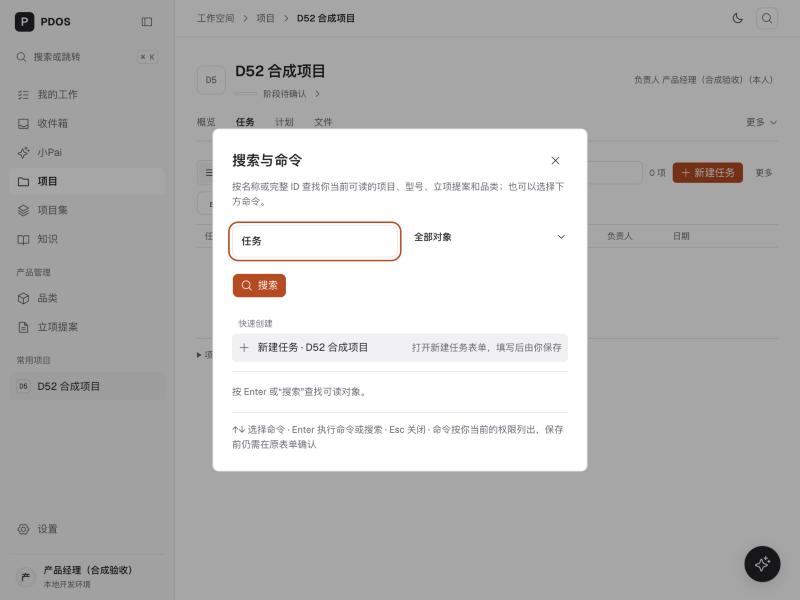 P PDOS
搜索或跳转 ⌘ K
我的工作
收件箱
小Pai
项目
项目集
知识
产品管理
品类
立项提案
常用项目
D5 D52 合成项目
设置
产 产品经理（合成验收）
本地开发环境
工作空间 > 项目 > D52 合成项目
D5 D52 合成项目
阶段待确认
负责人 产品经理（合成验收）（本人）
概览 任务 计划 文件 更多
0 项 新建任务 更多
负责人 日期
搜索与命令
按名称或完整 ID 查找你当前可读的项目、型号、立项提案和品类；也可以选择下
方命令。
任务 全部对象
搜索
快速创建
新建任务 · D52 合成项目 打开新建任务表单，填写后由你保存
按 Enter 或“搜索”查找可读对象。
↑↓ 选择命令 · Enter 执行命令或搜索 · Esc 关闭 · 命令按你当前的权限列出，保存
前仍需在原表单确认